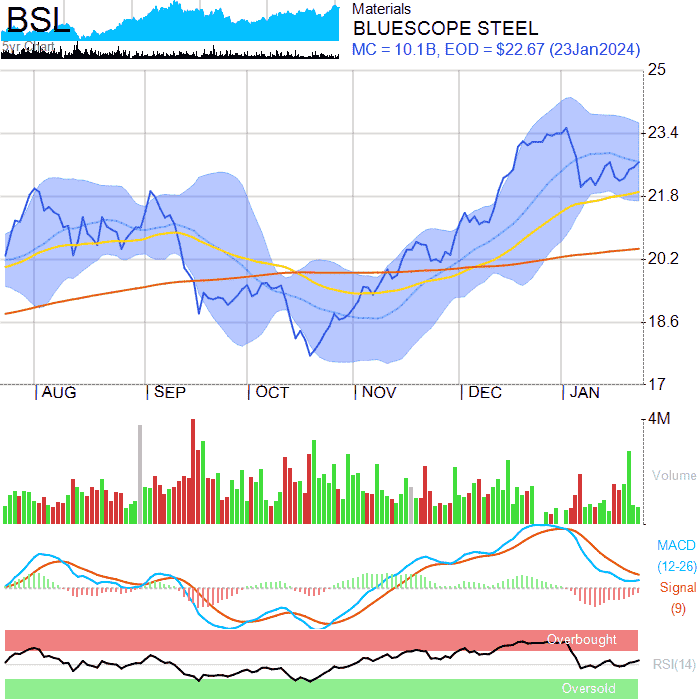 BSL
5yr Chart
Materials
BLUESCOPE STEEL
MC = 10.1B, EOD = $22.67 (23Jan2024)
25
23.4
21.8
20.2
18.6
17
AUG SEP OCT NOV DEC JAN
4M
Volume
MACD
(12-26)
Signal
(9)
Overbought
RSI(14)
Oversold